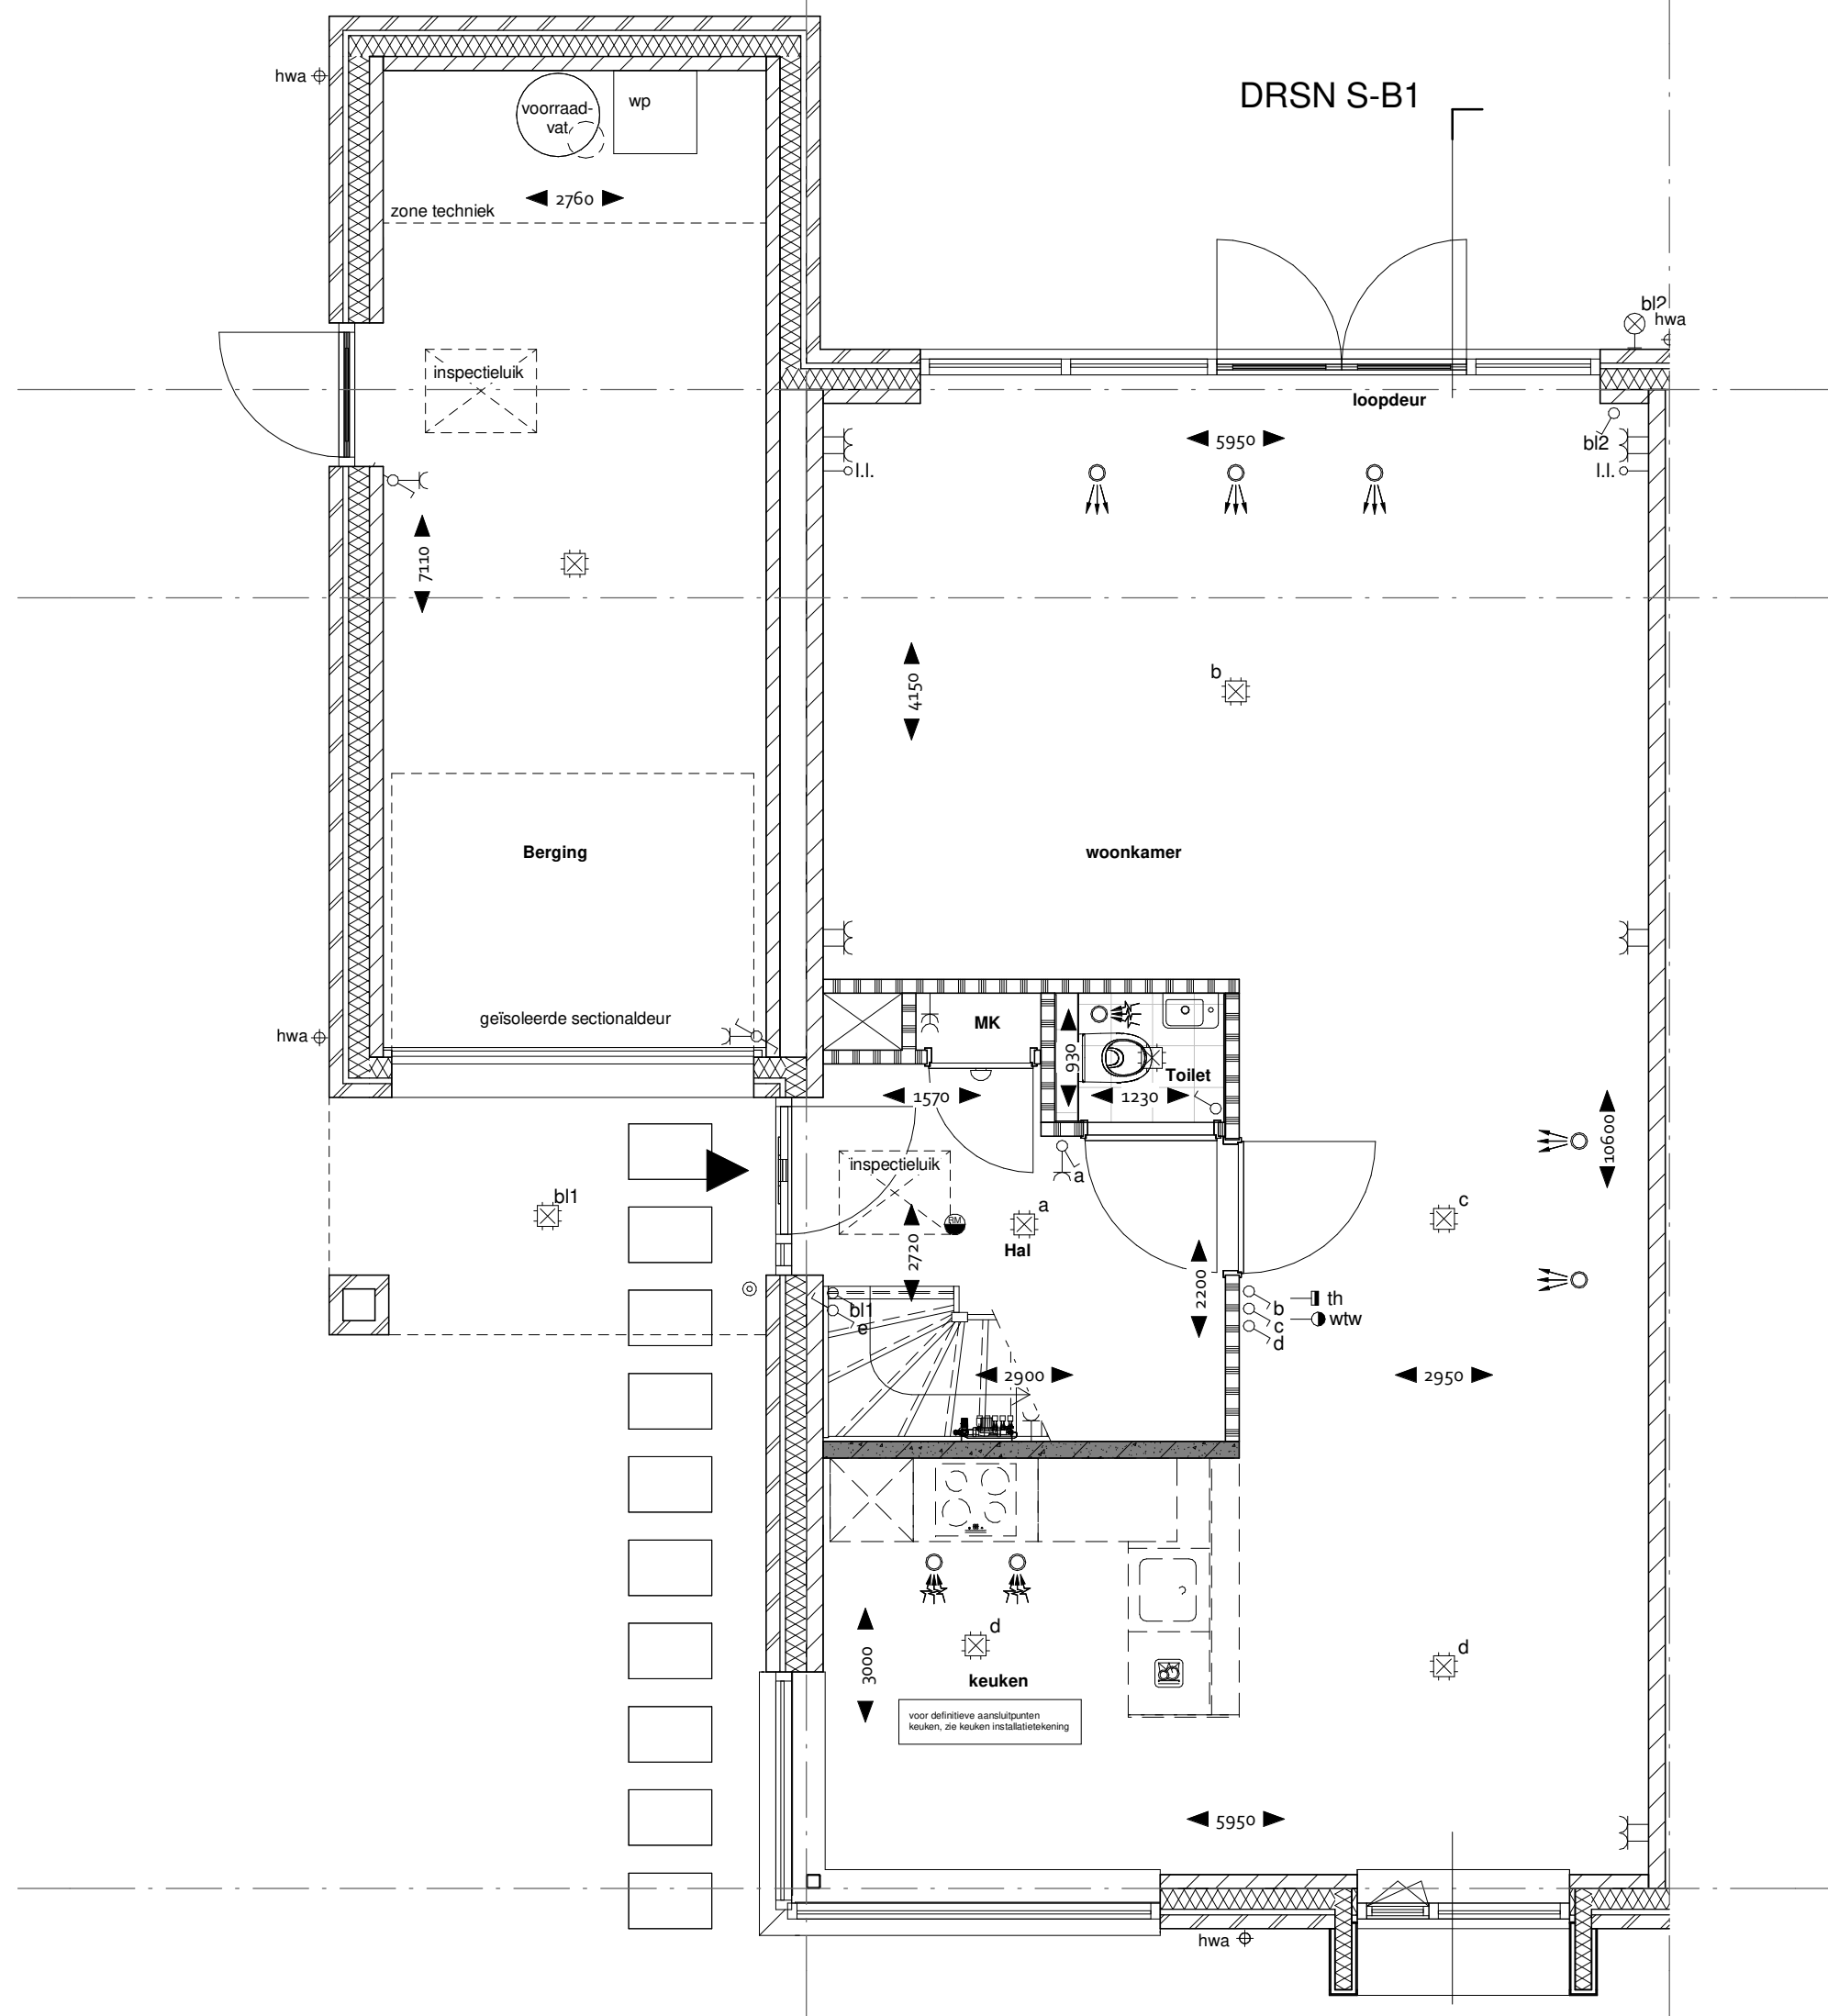 DRSN S-B1
hwa
voorraad-
vat
wp
2760
zone techniek
bl2
hwa
inspectieluik
loopdeur
5950
bl2
l.l.
l.l.
7110
4150
b
Berging
woonkamer
geïsoleerde sectionaldeur
hwa
MK
930
Toilet
1570
1230
10600
inspectieluik
a
bl1
a
RM
Hal
c
2720
2200
bl1
e
b
c
d
th
wtw
2900
2950
d
d
3000
keuken
voor definitieve aansluitpunten
keuken, zie keuken installatietekening
5950
hwa